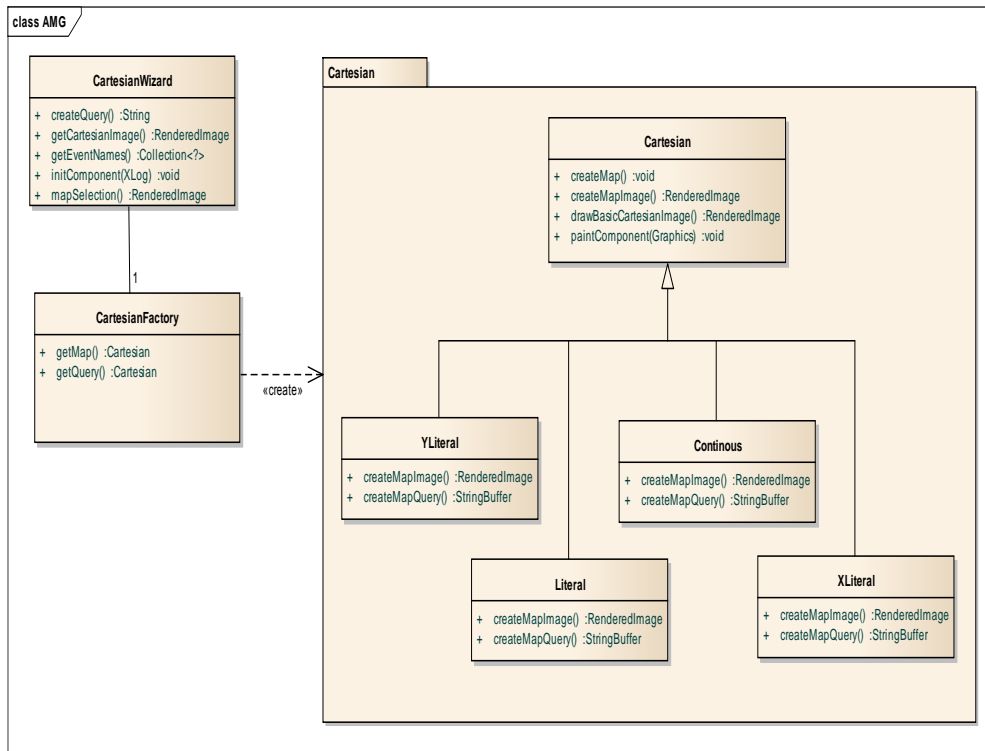 class AMG
CartesianWizard
+ createQuery() :String
+ getCartesianImage() :RenderedImage
+ getEventNames() :Collection<?>
+ initComponent(XLog) :void
+ mapSelection() :RenderedImage
1
CartesianFactory
+ getMap() :Cartesian
+ getQuery() :Cartesian
«create»
Cartesian
Cartesian
+ createMap() :void
+ createMapImage() :RenderedImage
+ drawBasicCartesianImage() :RenderedImage
+ paintComponent(Graphics) :void
YLiteral
+ createMapImage() :RenderedImage
+ createMapQuery() :StringBuffer
Continous
+ createMapImage() :RenderedImage
+ createMapQuery() :StringBuffer
Literal
+ createMapImage() :RenderedImage
+ createMapQuery() :StringBuffer
XLiteral
+ createMapImage() :RenderedImage
+ createMapQuery() :StringBuffer